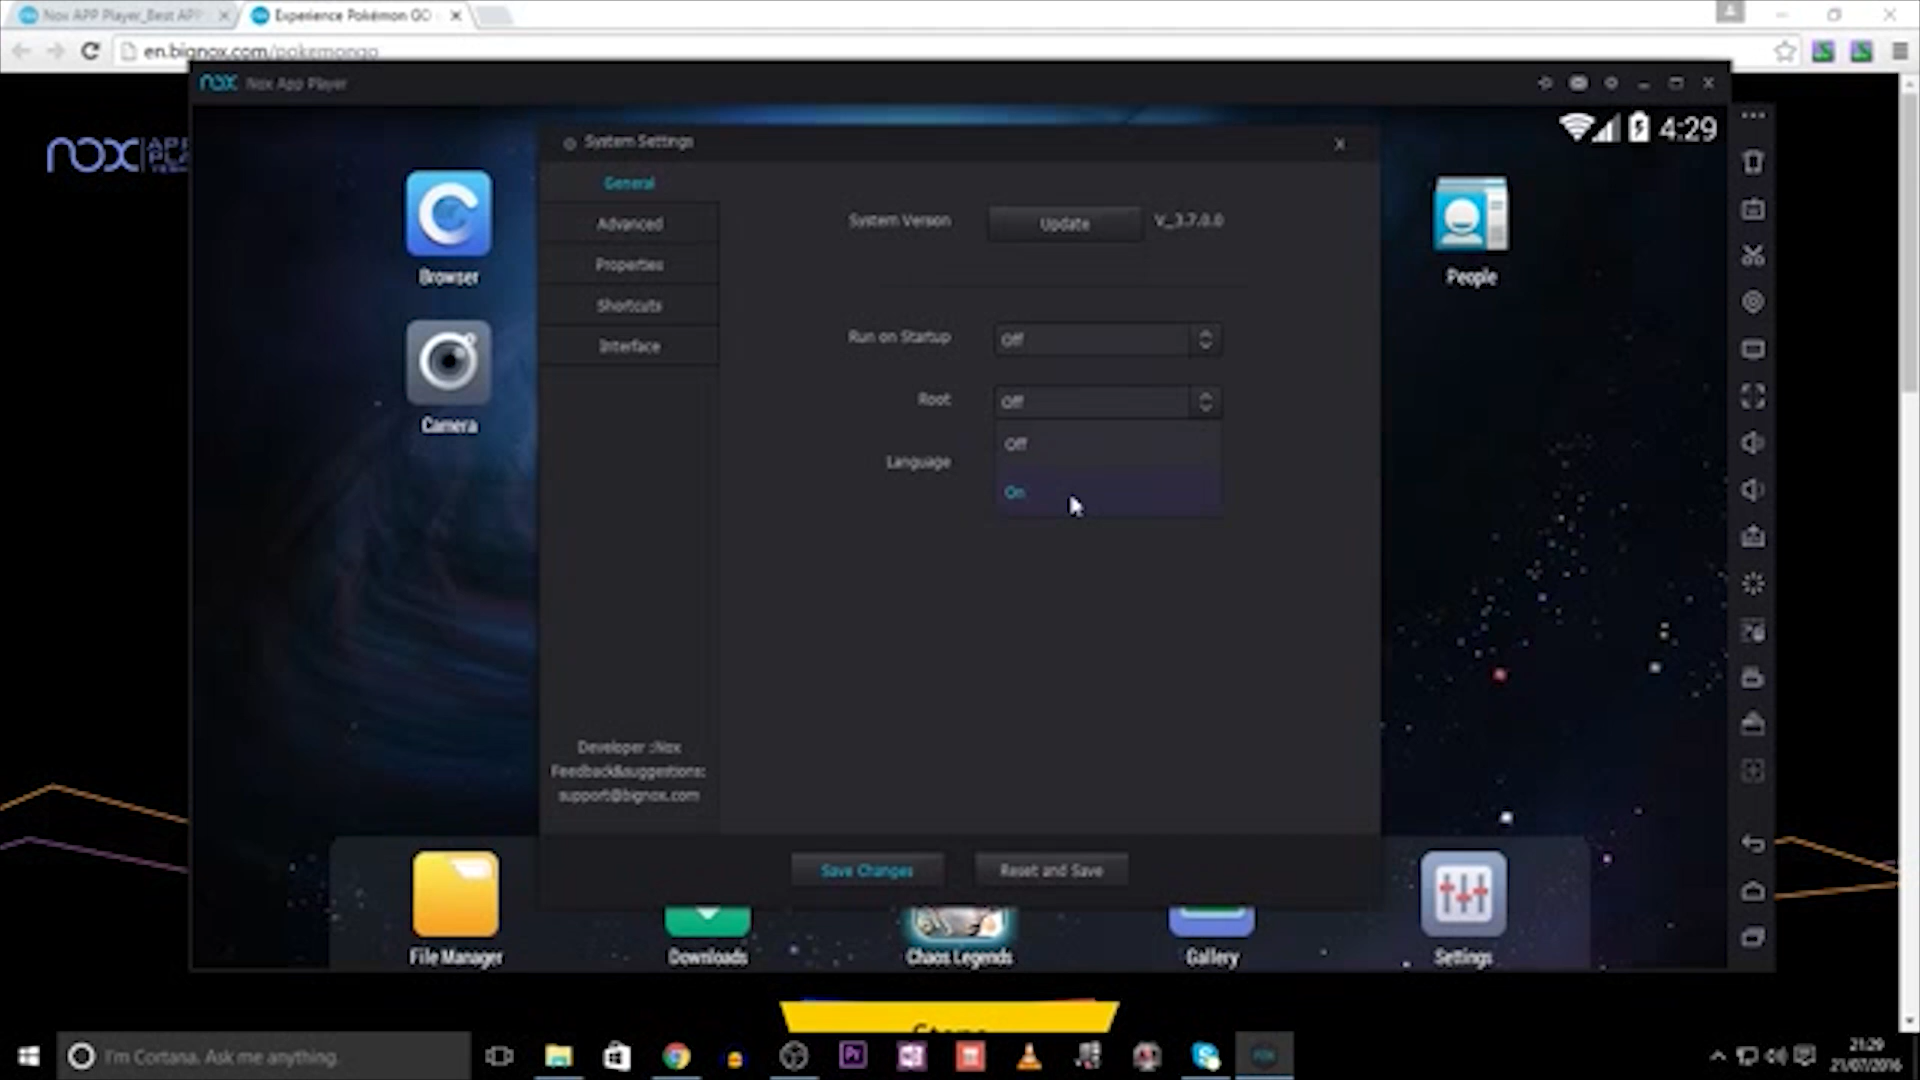 Nox APP Player_Best APP
Experience Pokémon GO
en.bignox.com/pokemongo
nox Nox App Player
nox
4:29
System Settings
General
Advanced
Properties
Shortcuts
Interface
System Version
Update
V_3.7.0.0
Run on Startup
Off
Root
Off
Off
On
Language
Browser
Camera
People
Developer :Nox
Feedback&suggestions:
support@bignox.com
Save Changes
Reset and Save
File Manager
Downloads
Chaos Legends
Gallery
Settings
I'm Cortana. Ask me anything.
Pr
21:29
21/07/2016